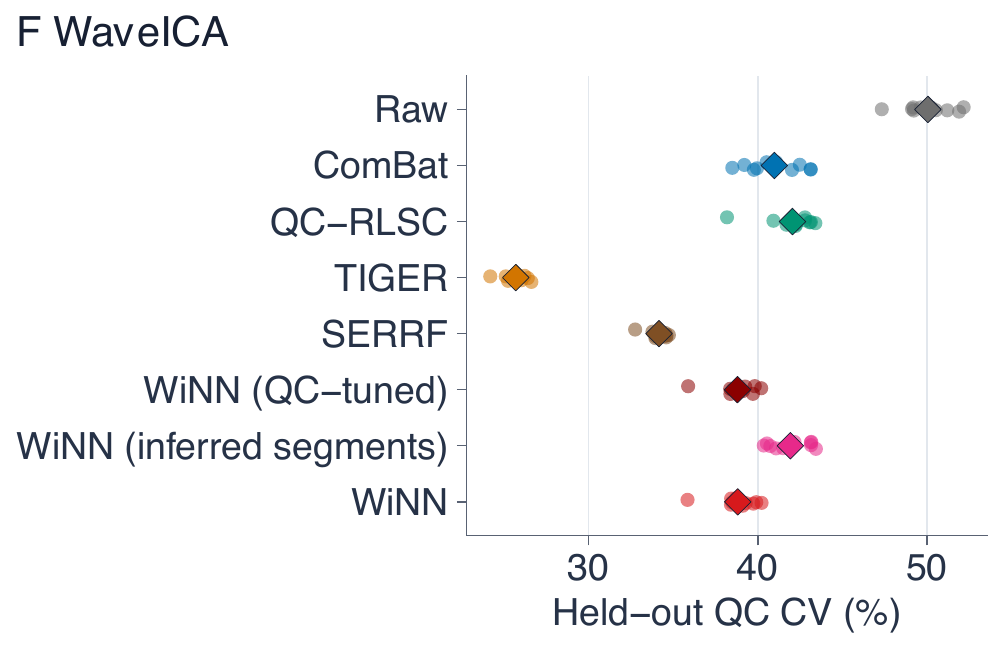 F WaveICA
Raw
ComBat
QC−RLSC
TIGER
SERRF
WiNN (QC−tuned)
WiNN (inferred segments)
WiNN
30 40 50
Held−out QC CV (%)